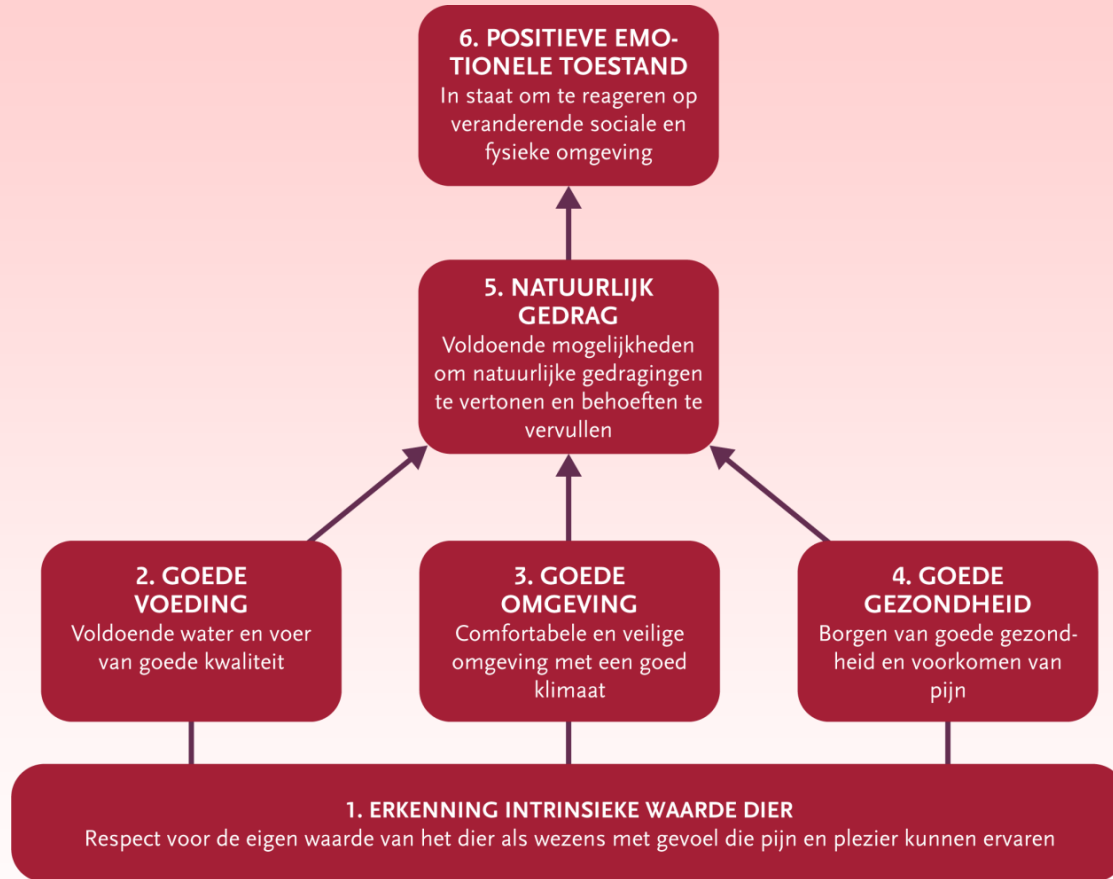 6. POSITIEVE EMO-
TIONELE TOESTAND
In staat om te reageren op
veranderende sociale en
fysieke omgeving
5. NATUURLIJK
GEDRAG
Voldoende mogelijkheden
om natuurlijke gedragingen
te vertonen en behoeften te
vervullen
2. GOEDE
VOEDING
Voldoende water en voer
van goede kwaliteit
3. GOEDE
OMGEVING
Comfortabele en veilige
omgeving met een goed
klimaat
4. GOEDE
GEZONDHEID
Borgen van goede gezond-
heid en voorkomen van
pijn
1. ERKENNING INTRINSIEKE WAARDE DIER
Respect voor de eigen waarde van het dier als wezens met gevoel die pijn en plezier kunnen ervaren